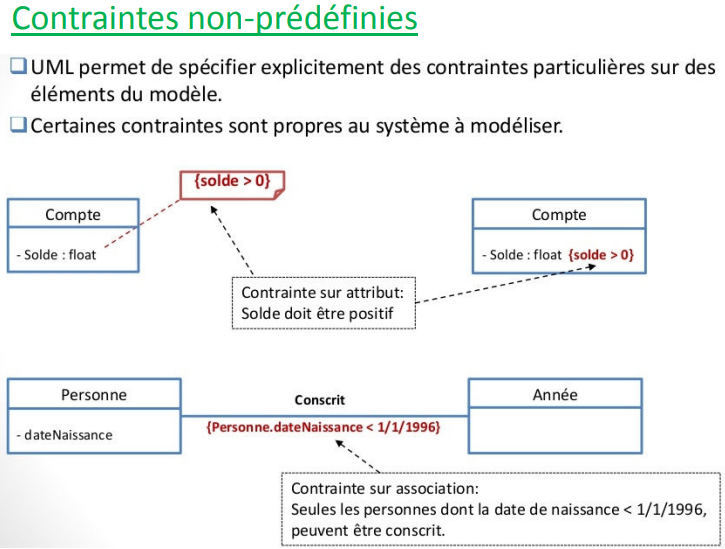 Contraintes non-prédéfinies
UML permet de spécifier explicitement des contraintes particulières sur des
éléments du modèle.
Certaines contraintes sont propres au système à modéliser.
{solde > 0}
Compte
- Solde : float
Compte
- Solde : float {solde > 0}
Contrainte sur attribut:
Solde doit être positif
Personne
- dateNaissance
Conscrit
{Personne.dateNaissance < 1/1/1996}
Année
Contrainte sur association:
Seules les personnes dont la date de naissance < 1/1/1996,
peuvent être conscrit.